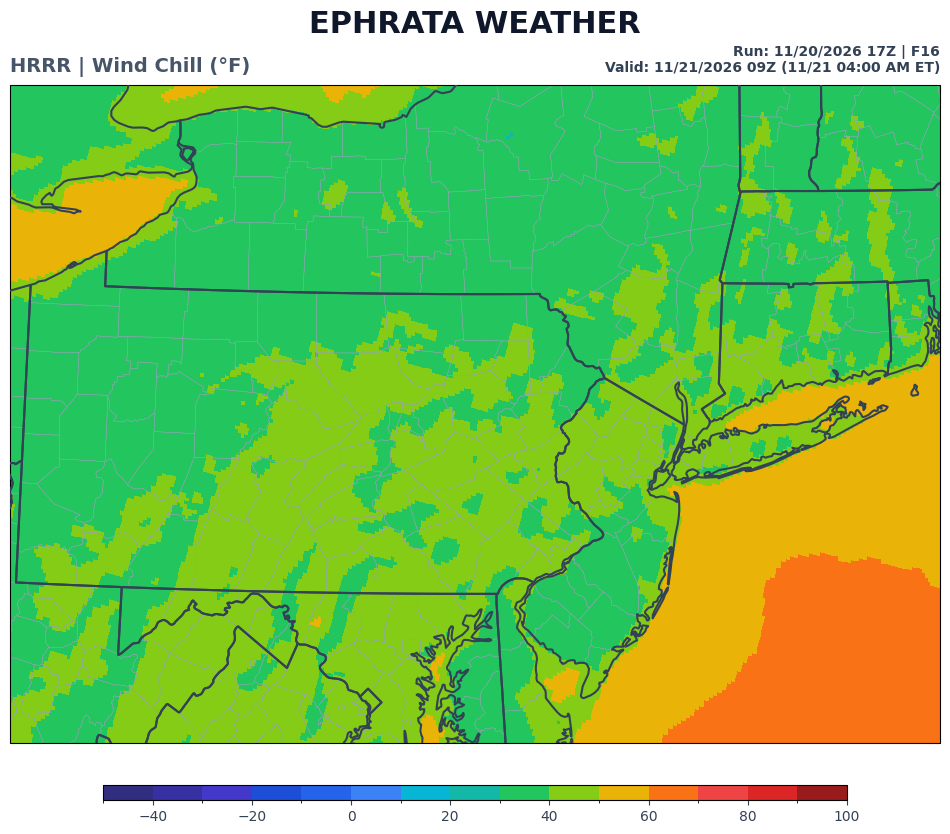 EPHRATA WEATHER
HRRR | Wind Chill (°F)
Run: 11/20/2026 17Z | F16
Valid: 11/21/2026 09Z (11/21 04:00 AM ET)
−40 −20 0 20 40 60 80 100